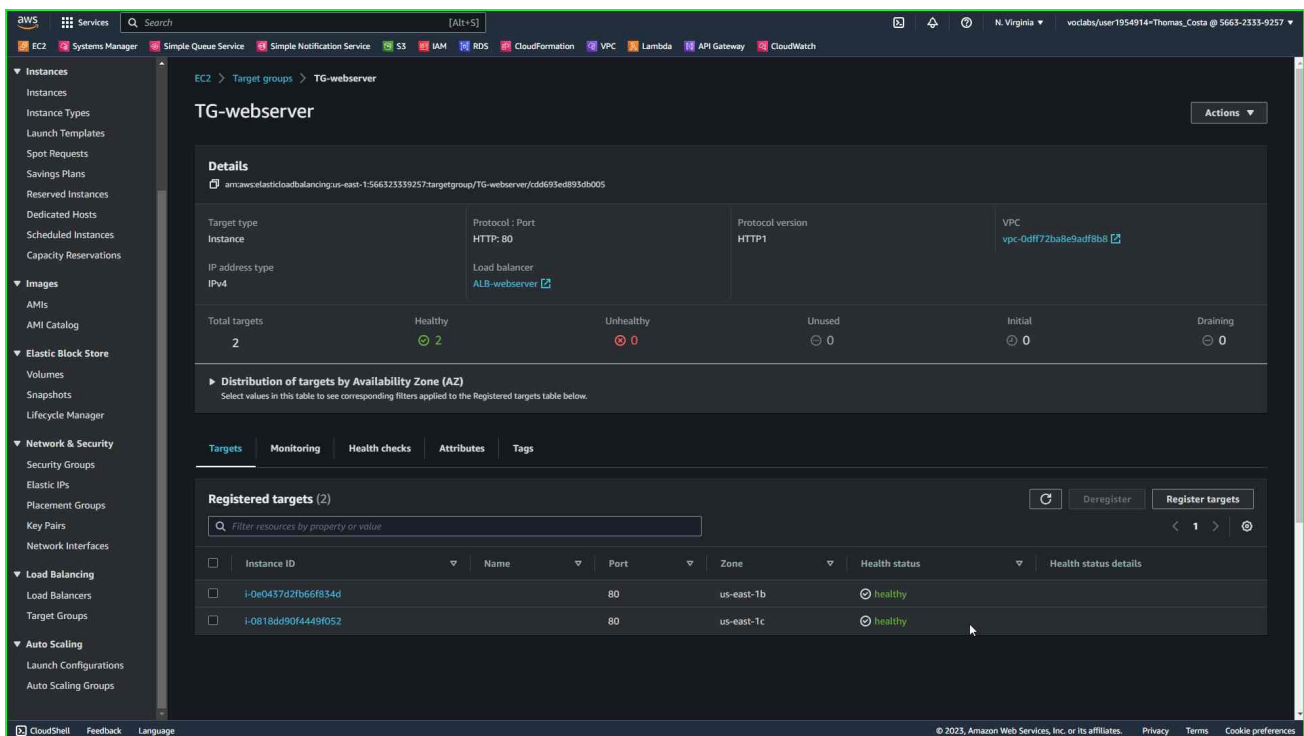 aws Services Search [Alt+S] N. Virginia ▼ voclabs/user1954914=Thomas_Costa @ 5663-2333-9257 ▼
EC2 Systems Manager Simple Queue Service Simple Notification Service S3 IAM RDS CloudFormation VPC Lambda API Gateway CloudWatch
▼ Instances
Instances
Instance Types
Launch Templates
Spot Requests
Savings Plans
Reserved Instances
Dedicated Hosts
Scheduled Instances
Capacity Reservations
▼ Images
AMIs
AMI Catalog
▼ Elastic Block Store
Volumes
Snapshots
Lifecycle Manager
▼ Network & Security
Security Groups
Elastic IPs
Placement Groups
Key Pairs
Network Interfaces
▼ Load Balancing
Load Balancers
Target Groups
▼ Auto Scaling
Launch Configurations
Auto Scaling Groups
EC2 > Target groups > TG-webserver
TG-webserver
Actions ▼
Details
arn:aws:elasticloadbalancing:us-east-1:566323339257:targetgroup/TG-webserver/cdd693ed893db005
Target type Protocol : Port Protocol version VPC
Instance HTTP: 80 HTTP1 vpc-0dff72ba8e9adf8b8
IP address type Load balancer
IPv4 ALB-webserver
Total targets Healthy Unhealthy Unused Initial Draining
2 2 0 0 0 0
▶ Distribution of targets by Availability Zone (AZ)
Select values in this table to see corresponding filters applied to the Registered targets table below.
Targets Monitoring Health checks Attributes Tags
Registered targets (2) Deregister Register targets
Filter resources by property or value < 1 >
Instance ID Name Port Zone Health status Health status details
i-0e0437d2fb66f834d 80 us-east-1b healthy
i-0818dd90f4449f052 80 us-east-1c healthy
CloudShell Feedback Language © 2023, Amazon Web Services, Inc. or its affiliates. Privacy Terms Cookie preferences